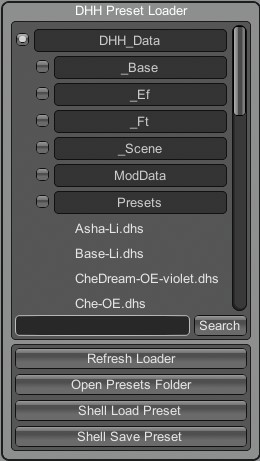 DHH Preset Loader
DHH_Data
_Base
_Ef
_Ft
_Scene
ModData
Presets
Asha-Li.dhs
Base-Li.dhs
CheDream-OE-violet.dhs
Che-OE.dhs
Search
Refresh Loader
Open Presets Folder
Shell Load Preset
Shell Save Preset